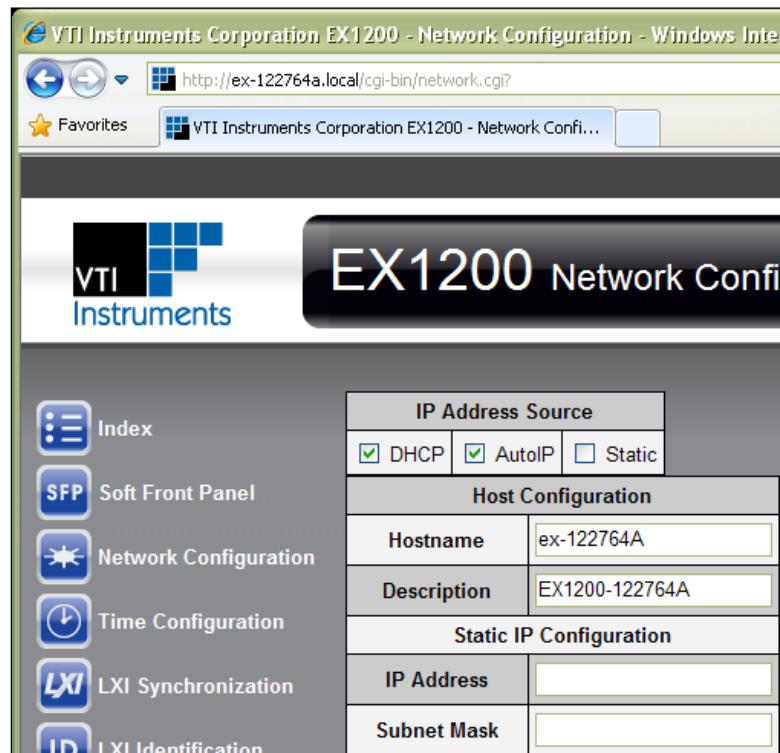 VTI Instruments Corporation EX1200 - Network Configuration - Windows Inte
http://ex-122764a.local/cgi-bin/network.cgi?
Favorites
VTI Instruments Corporation EX1200 - Network Confi...
VTI
Instruments
EX1200 Network Confi
Index
SFP Soft Front Panel
Network Configuration
Time Configuration
LXI LXI Synchronization
ID LXI Identification
IP Address Source
DHCP AutoIP Static
Host Configuration
Hostname ex-122764A
Description EX1200-122764A
Static IP Configuration
IP Address
Subnet Mask